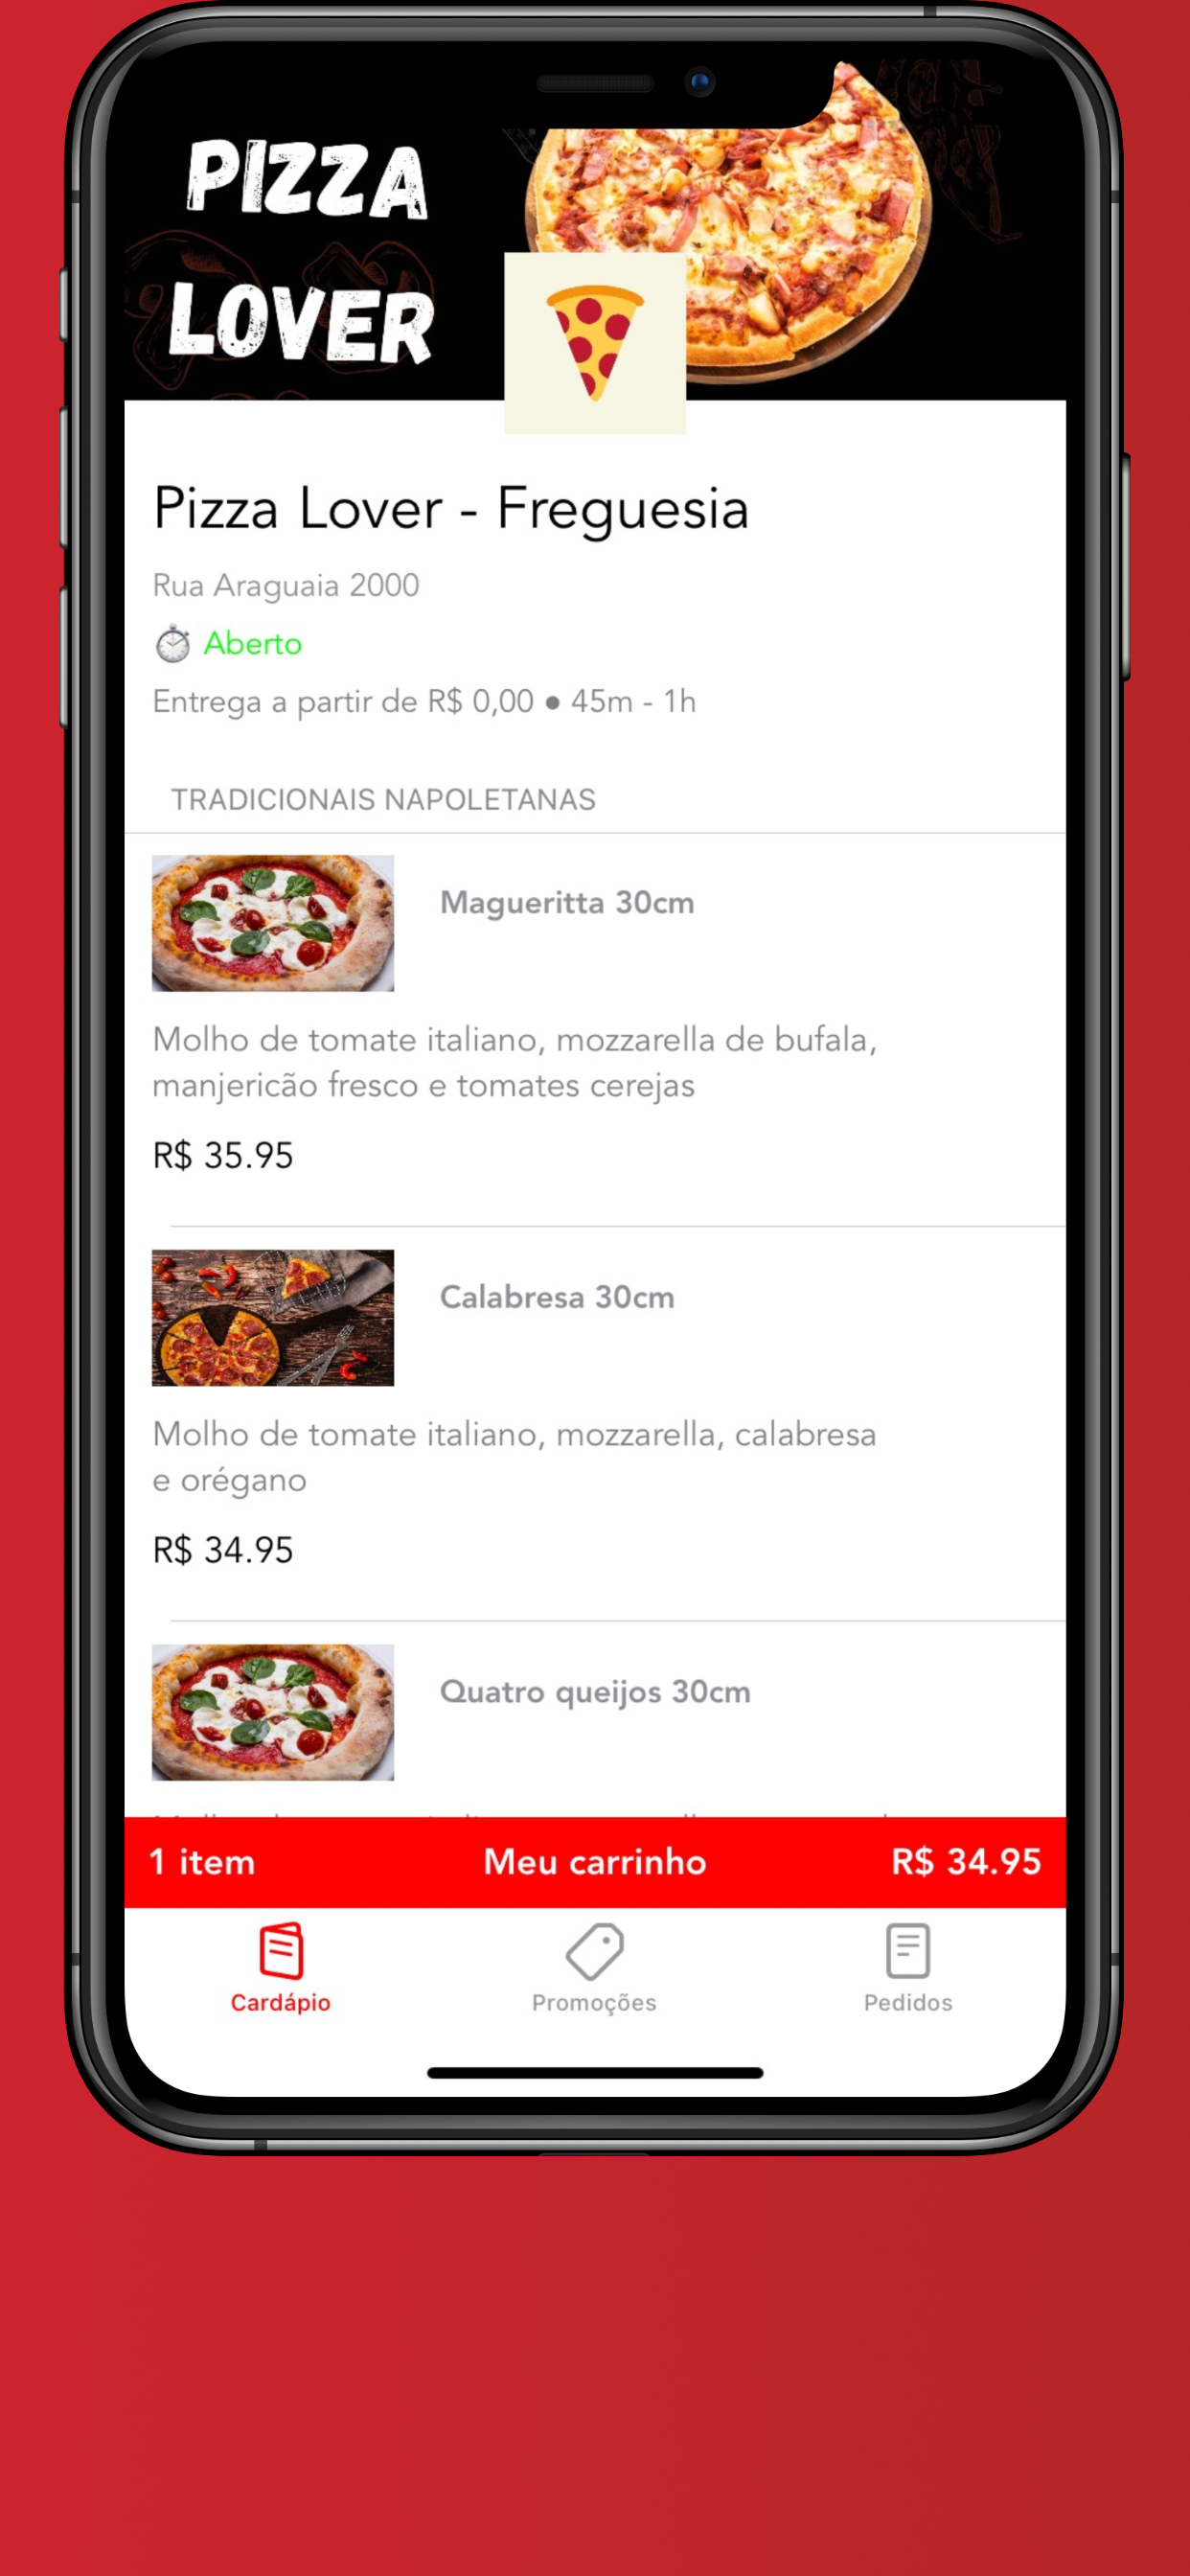 PIZZA
LOVER
Pizza Lover - Freguesia
Rua Araguaia 2000
Aberto
Entrega a partir de R$ 0,00 ● 45m - 1h
TRADICIONAIS NAPOLETANAS
Magueritta 30cm
Molho de tomate italiano, mozzarella de bufala,
manjericão fresco e tomates cerejas
R$ 35.95
Calabresa 30cm
Molho de tomate italiano, mozzarella, calabresa
e orégano
R$ 34.95
Quatro queijos 30cm
1 item Meu carrinho R$ 34.95
Cardápio Promoções Pedidos